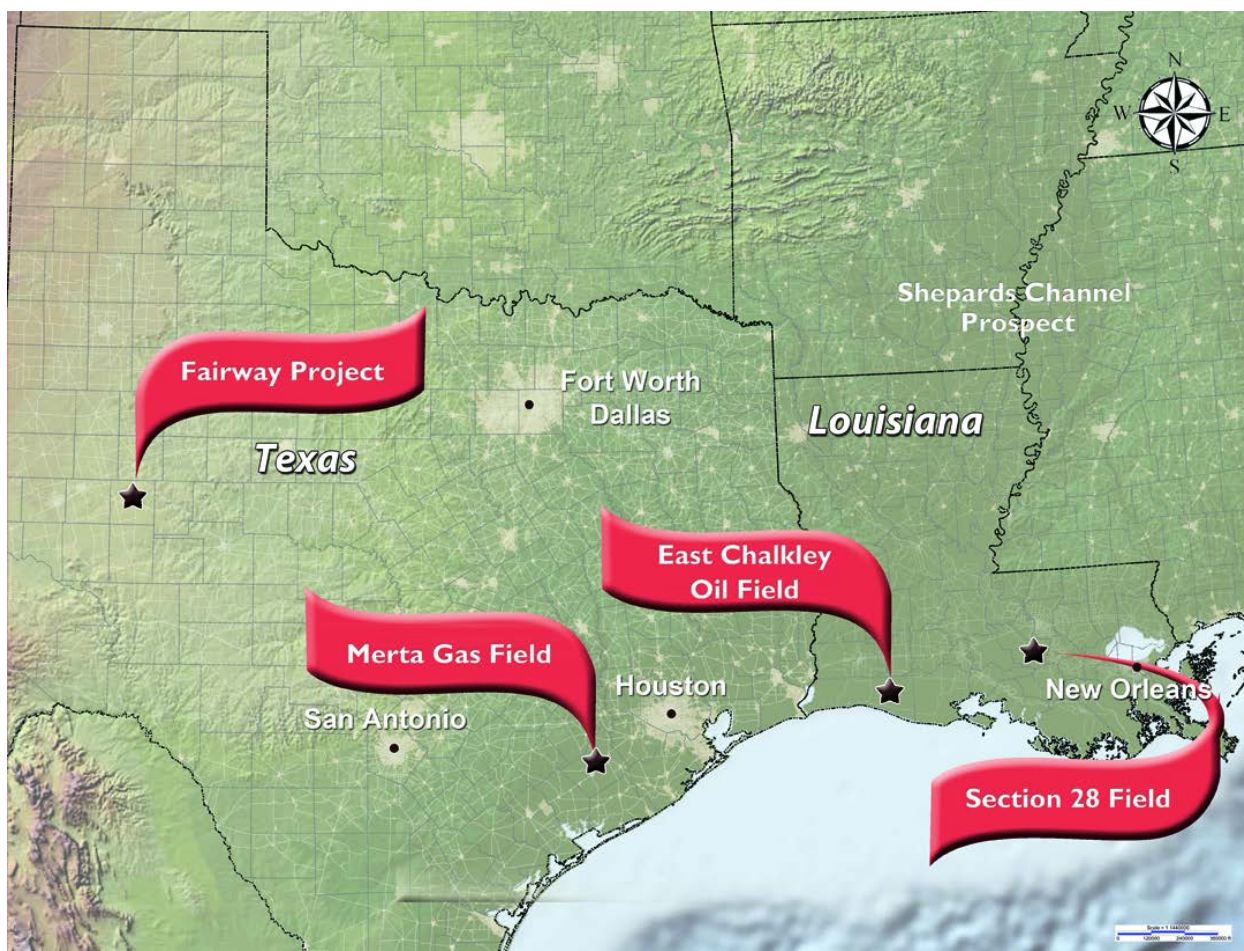 N
W
E
S
Shepards Channel
Prospect
Fairway Project
Fort Worth
Dallas
Louisiana
Texas
East Chalkley
Oil Field
Merta Gas Field
Houston
New Orleans
San Antonio
Section 28 Field